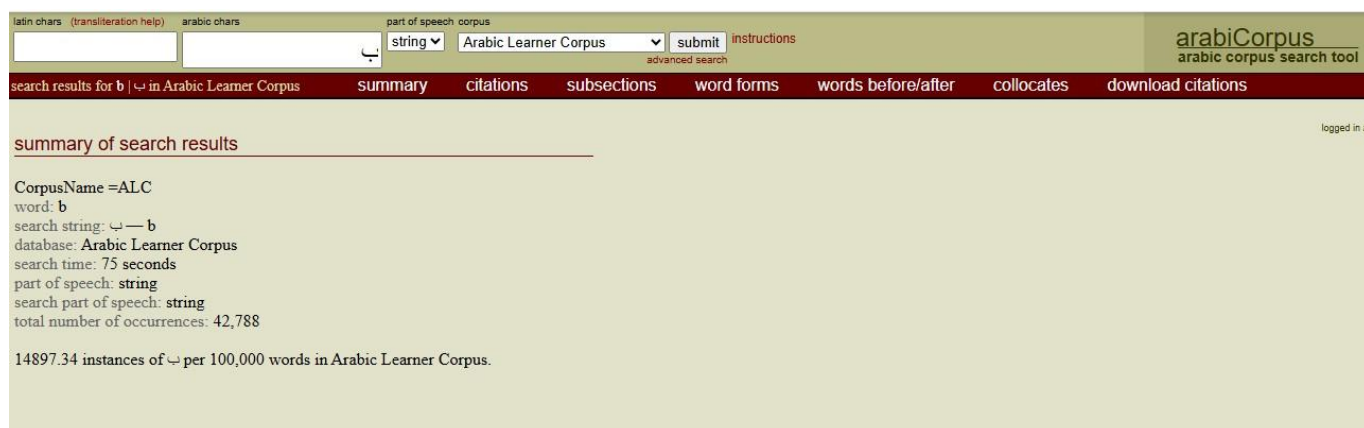 latin chars (transliteration help) arabic chars part of speech corpus
ب string Arabic Learner Corpus submit instructions
advanced search
arabiCorpus
arabic corpus search tool
search results for b | ب in Arabic Learner Corpus summary citations subsections word forms words before/after collocates download citations
logged in
summary of search results
CorpusName =ALC
word: b
search string: ب — b
database: Arabic Learner Corpus
search time: 75 seconds
part of speech: string
search part of speech: string
total number of occurrences: 42,788
14897.34 instances of ب per 100,000 words in Arabic Learner Corpus.